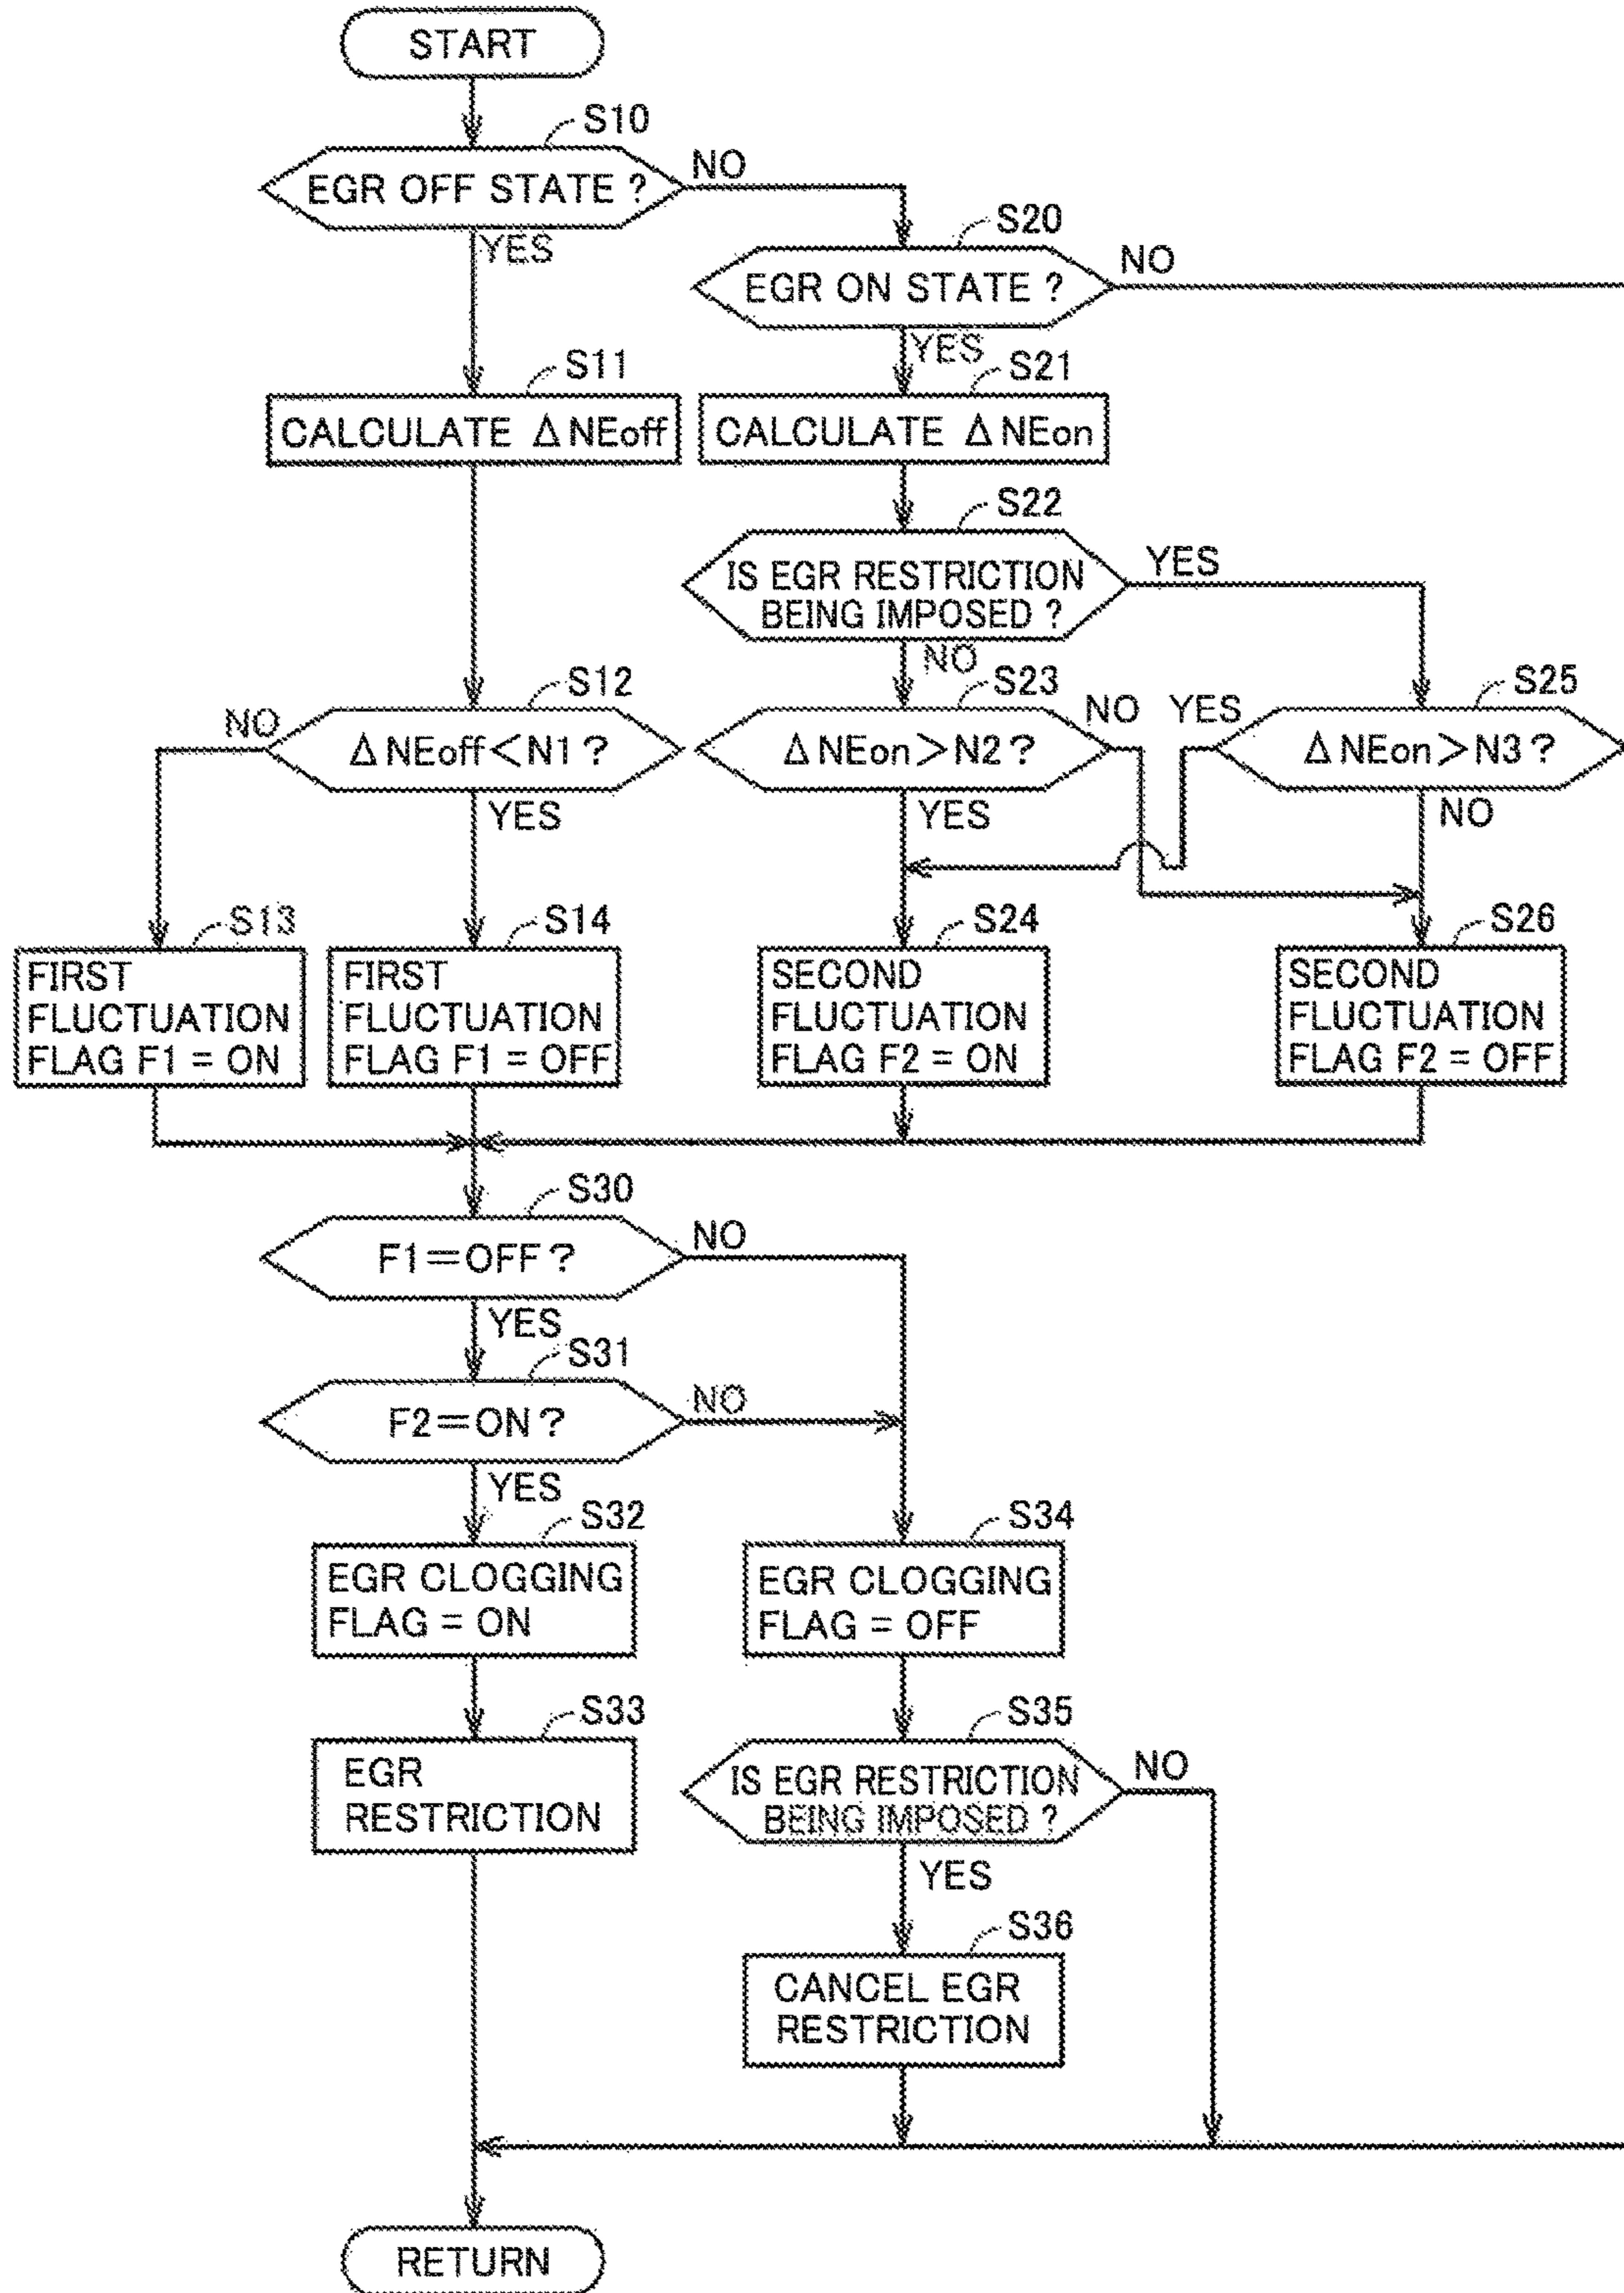 START
S10
EGR OFF STATE ?
NO
YES
S20
EGR ON STATE ?
NO
YES
S11
CALCULATE Δ NEoff
S21
CALCULATE Δ NEon
S22
IS EGR RESTRICTION
BEING IMPOSED ?
YES
NO
S12
Δ NEoff<N1 ?
NO
YES
S23
Δ NEon>N2 ?
NO
YES
S25
Δ NEon>N3 ?
YES
NO
S13
FIRST
FLUCTUATION
FLAG F1 = ON
S14
FIRST
FLUCTUATION
FLAG F1 = OFF
S24
SECOND
FLUCTUATION
FLAG F2 = ON
S26
SECOND
FLUCTUATION
FLAG F2 = OFF
S30
F1=OFF ?
NO
YES
S31
F2=ON ?
NO
YES
S32
EGR CLOGGING
FLAG = ON
S34
EGR CLOGGING
FLAG = OFF
S33
EGR
RESTRICTION
S35
IS EGR RESTRICTION
BEING IMPOSED ?
NO
YES
S36
CANCEL EGR
RESTRICTION
RETURN